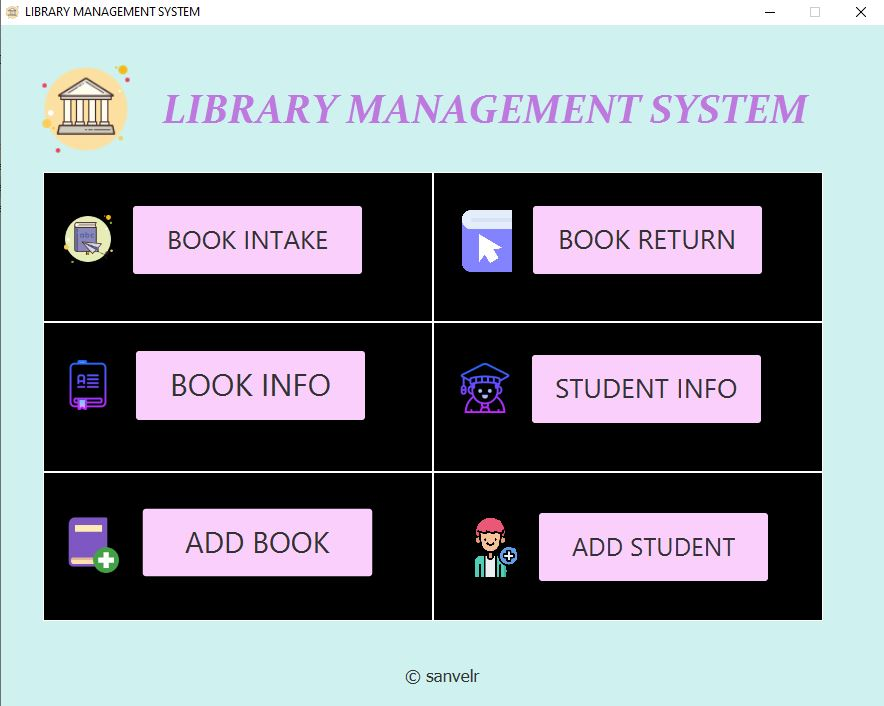 LIBRARY MANAGEMENT SYSTEM
LIBRARY MANAGEMENT SYSTEM
BOOK INTAKE
BOOK RETURN
BOOK INFO
STUDENT INFO
ADD BOOK
ADD STUDENT
© sanvelr